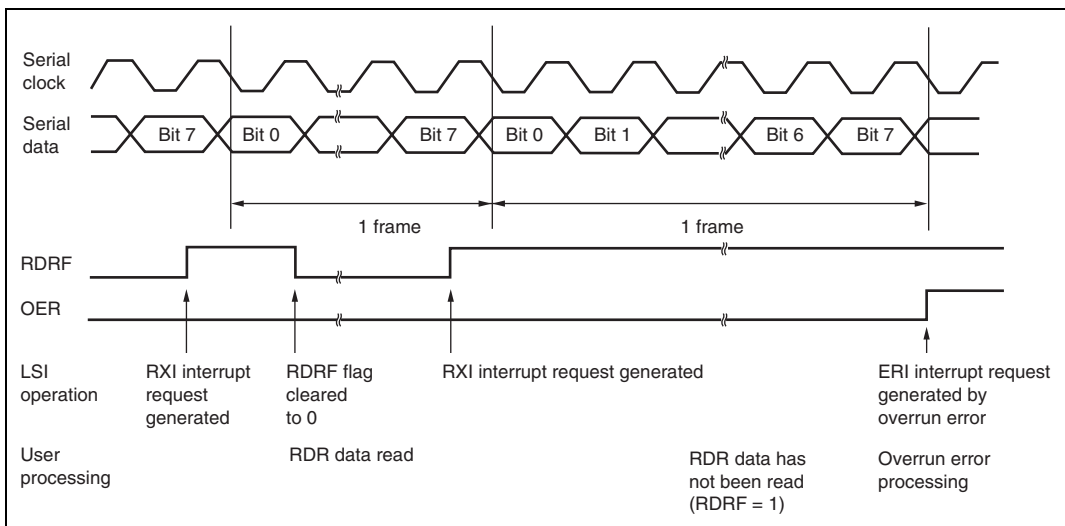 Serial
clock
Serial
data
Bit 7
Bit 0
Bit 7
Bit 0
Bit 1
Bit 6
Bit 7
1 frame
1 frame
RDRF
OER
LSI
operation
RXI interrupt
request
generated
RDRF flag
cleared
to 0
RXI interrupt request generated
ERI interrupt request
generated by
overrun error
User
processing
RDR data read
RDR data has
not been read
(RDRF = 1)
Overrun error
processing